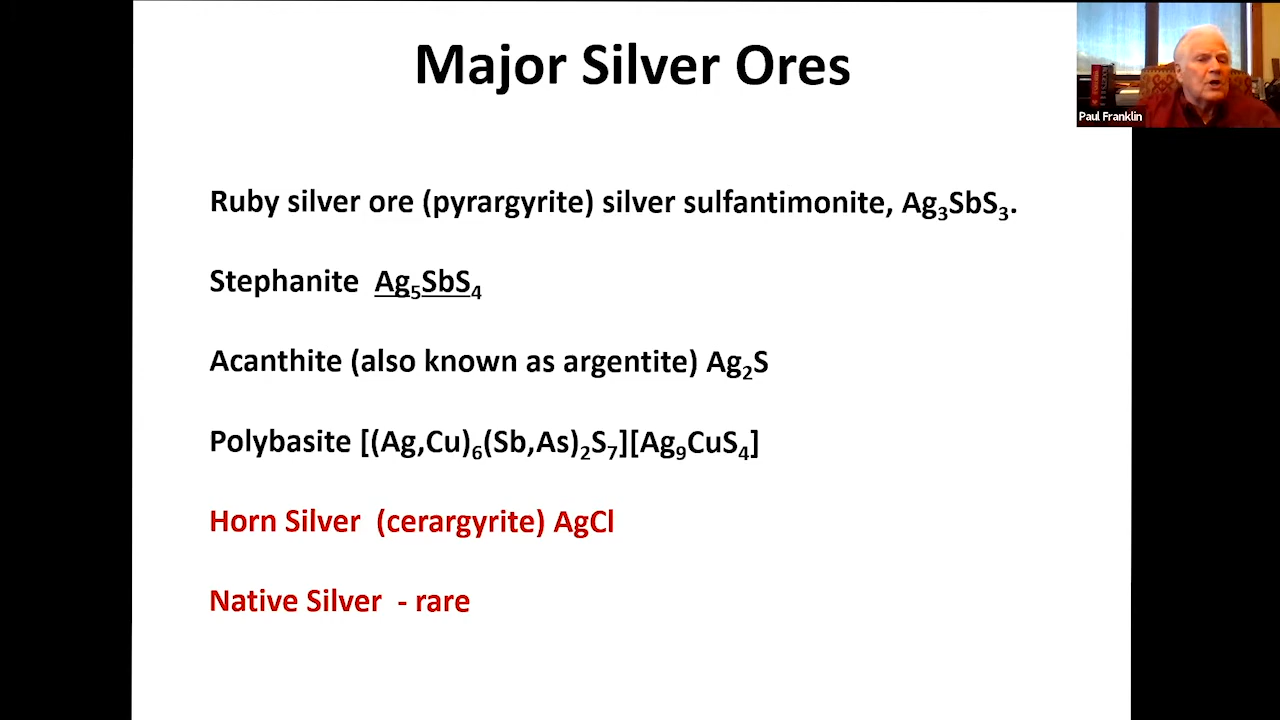 Major Silver Ores
Paul Franklin
Ruby silver ore (pyrargyrite) silver sulfantimonite, Ag₃SbS₃.
Stephanite Ag₅SbS₄
Acanthite (also known as argentite) Ag₂S
Polybasite [(Ag,Cu)₆(Sb,As)₂S₇][Ag₉CuS₄]
Horn Silver (cerargyrite) AgCl
Native Silver - rare